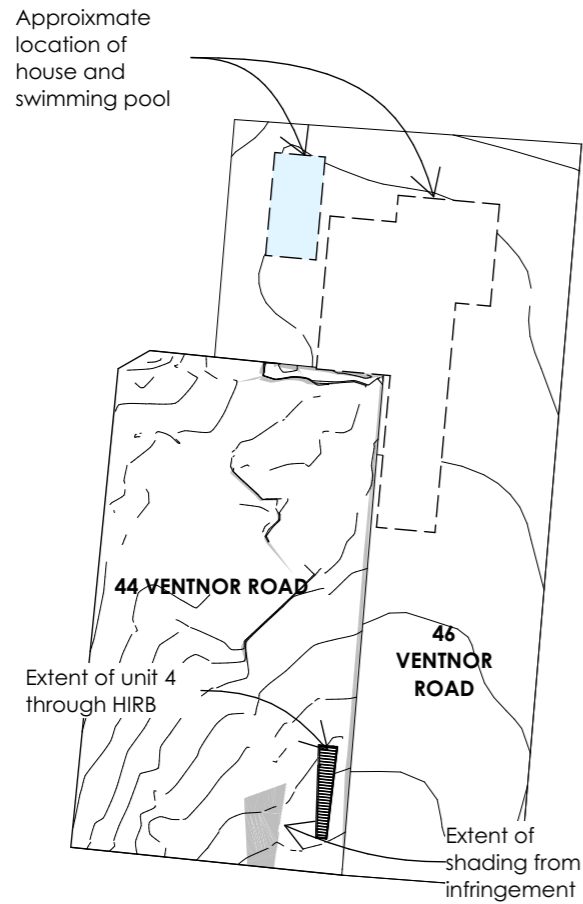 Approixmate
location of
house and
swimming pool
44 VENTNOR ROAD
46
VENTNOR
ROAD
Extent of unit 4
through HIRB
Extent of
shading from
infringement